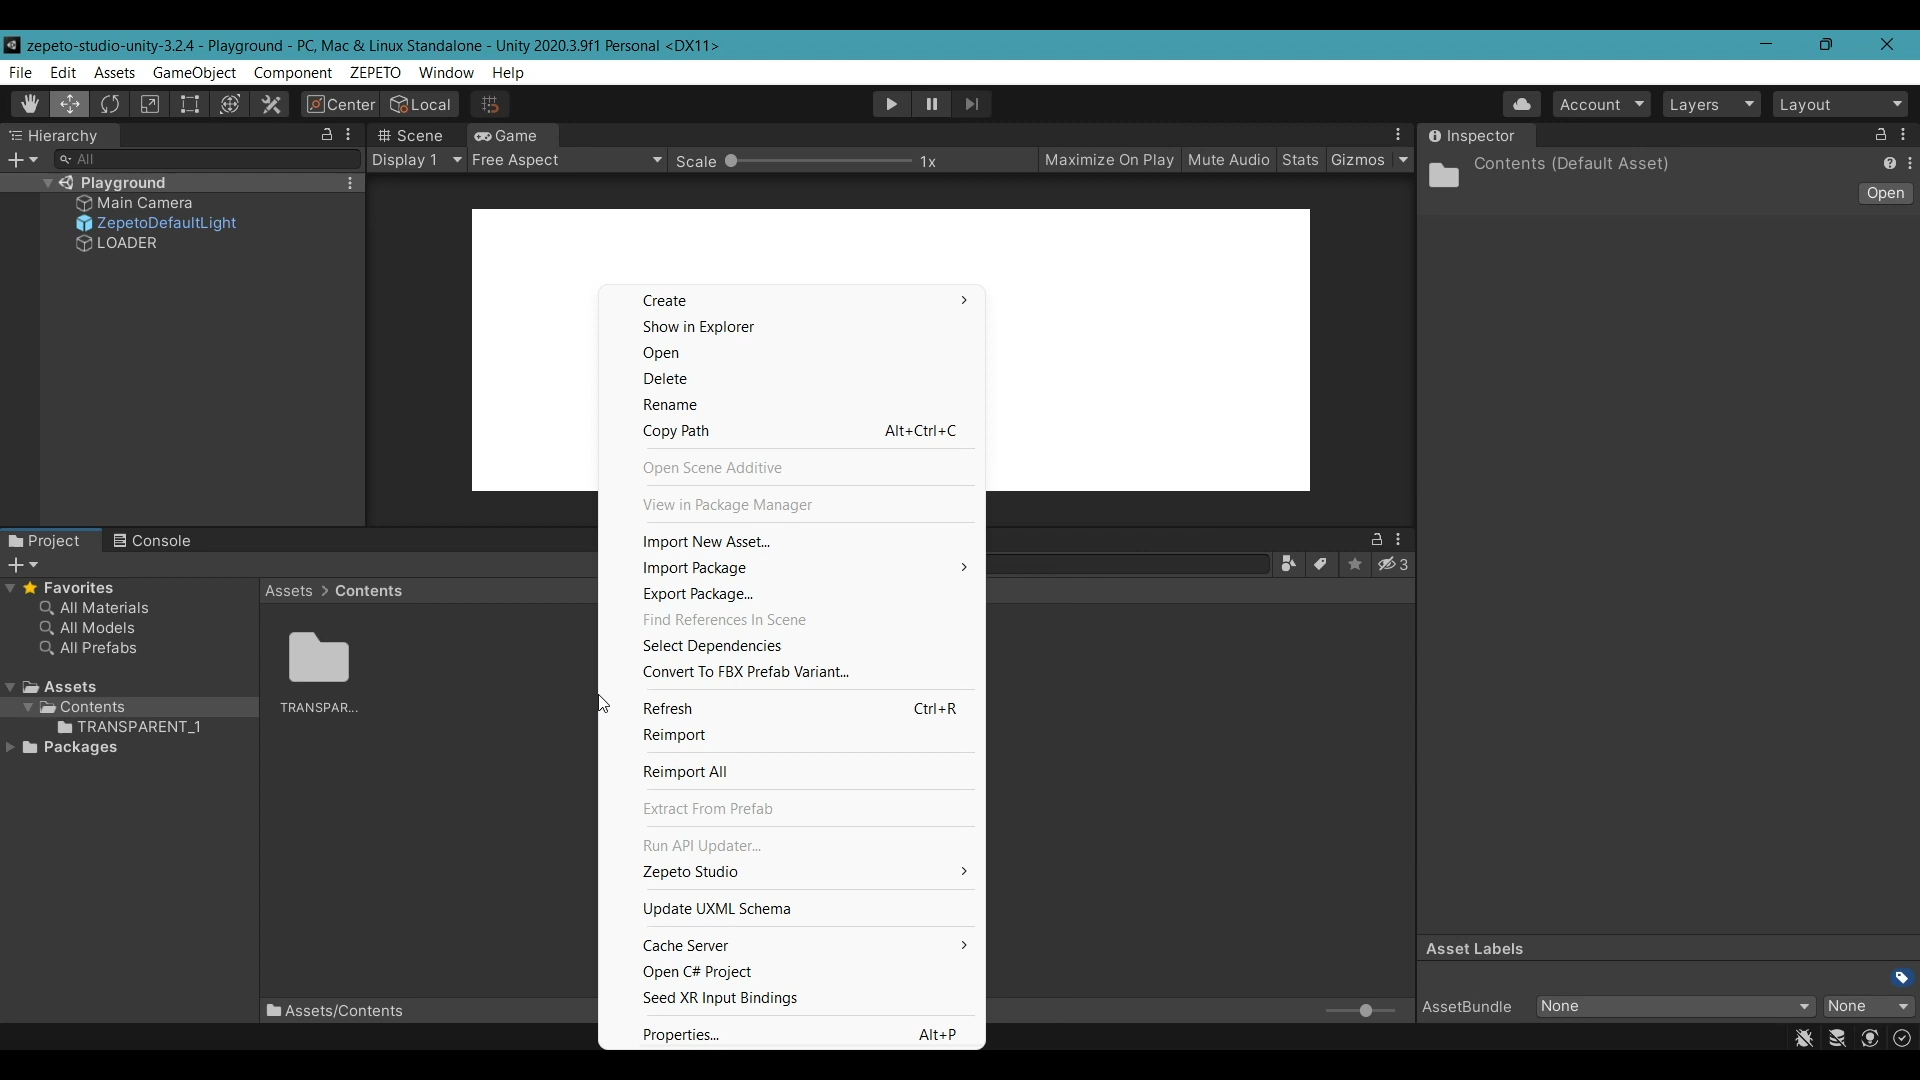 zepeto-studio-unity-3.2.4 - Playground - PC, Mac & Linux Standalone - Unity 2020.3.9f1 Personal <DX11>
File Edit Assets GameObject Component ZEPETO Window Help
Center Local Account Layers Layout
Hierarchy
All
Playground
Main Camera
ZepetoDefaultLight
LOADER
Scene Game
Display 1 Free Aspect Scale 1x Maximize On Play Mute Audio Stats Gizmos
Inspector
Contents (Default Asset)
Open
Create
Show in Explorer
Open
Delete
Rename
Copy Path Alt+Ctrl+C
Open Scene Additive
View in Package Manager
Import New Asset...
Import Package
Export Package...
Find References In Scene
Select Dependencies
Convert To FBX Prefab Variant...
Refresh Ctrl+R
Reimport
Reimport All
Extract From Prefab
Run API Updater...
Zepeto Studio
Update UXML Schema
Cache Server
Open C# Project
Seed XR Input Bindings
Properties... Alt+P
Project Console
3
Favorites
All Materials
All Models
All Prefabs
Assets
Contents
TRANSPARENT_1
Packages
Assets > Contents
TRANSPAR...
Assets/Contents
Asset Labels
AssetBundle None None